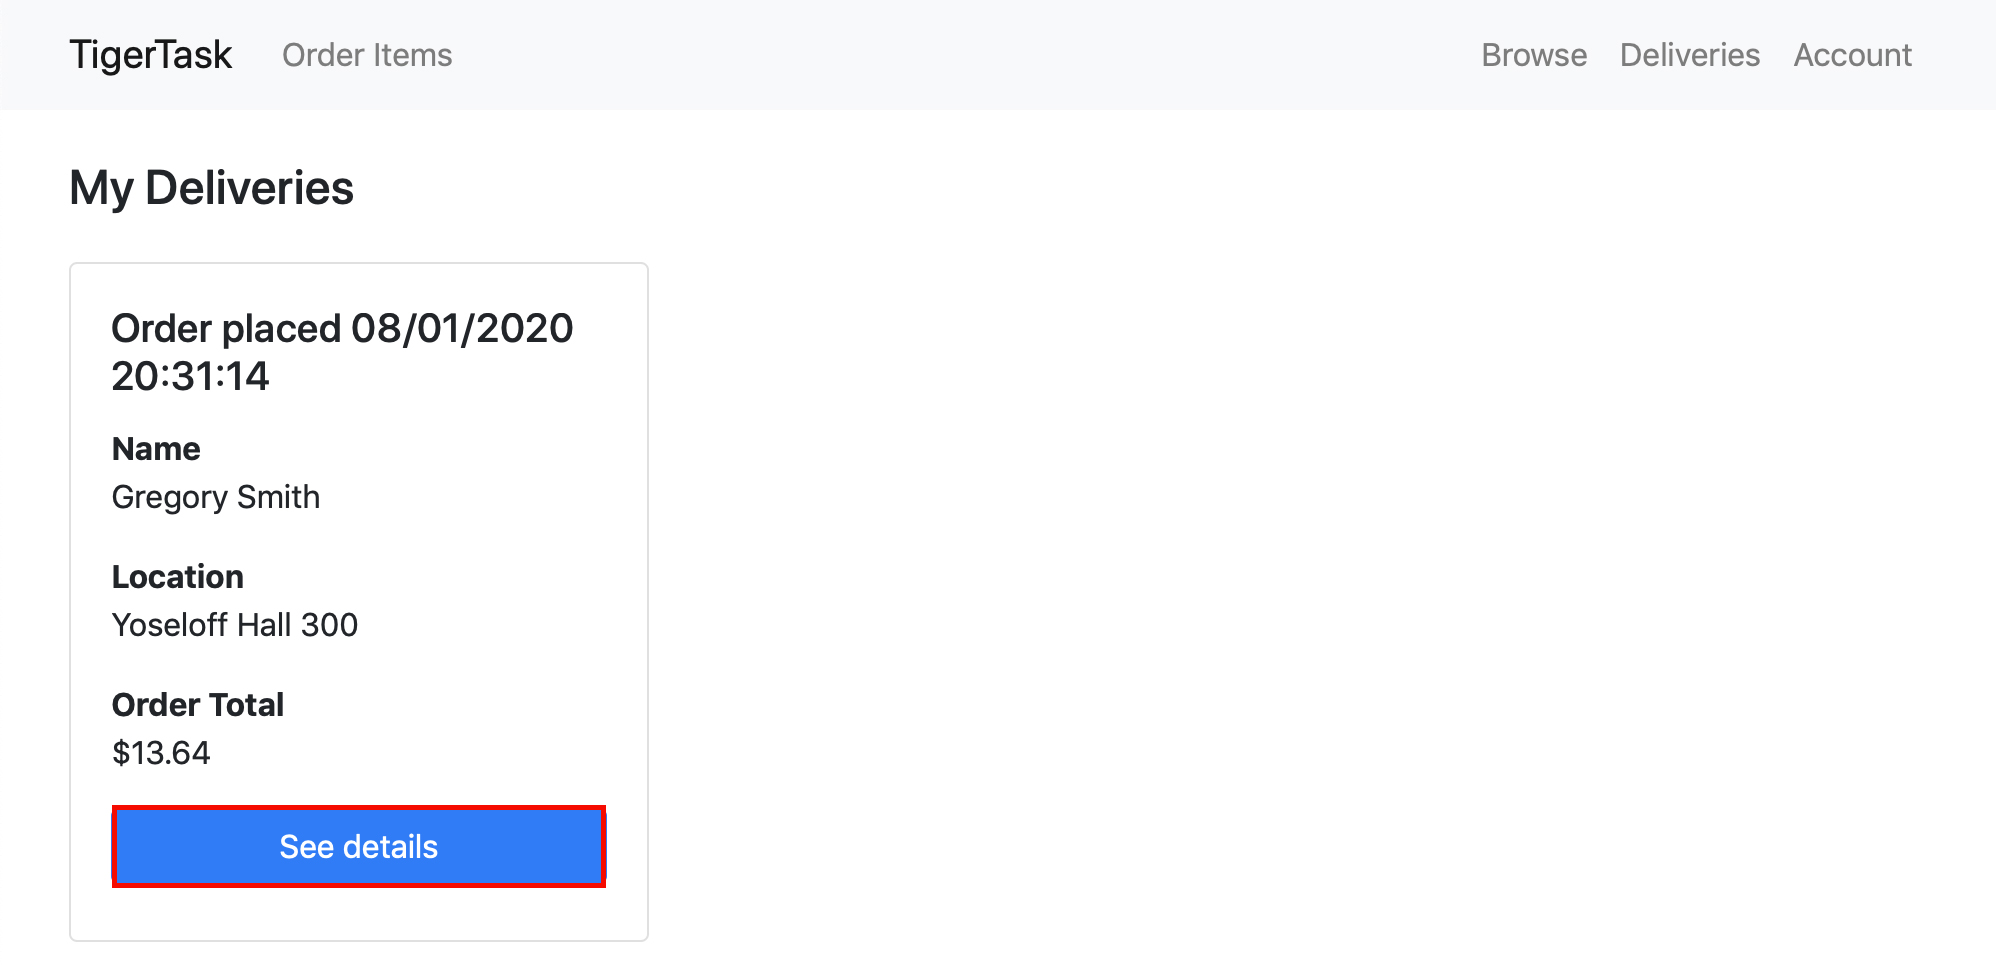 TigerTask Order Items Browse Deliveries Account
My Deliveries
Order placed 08/01/2020
20:31:14
Name
Gregory Smith
Location
Yoseloff Hall 300
Order Total
$13.64
See details